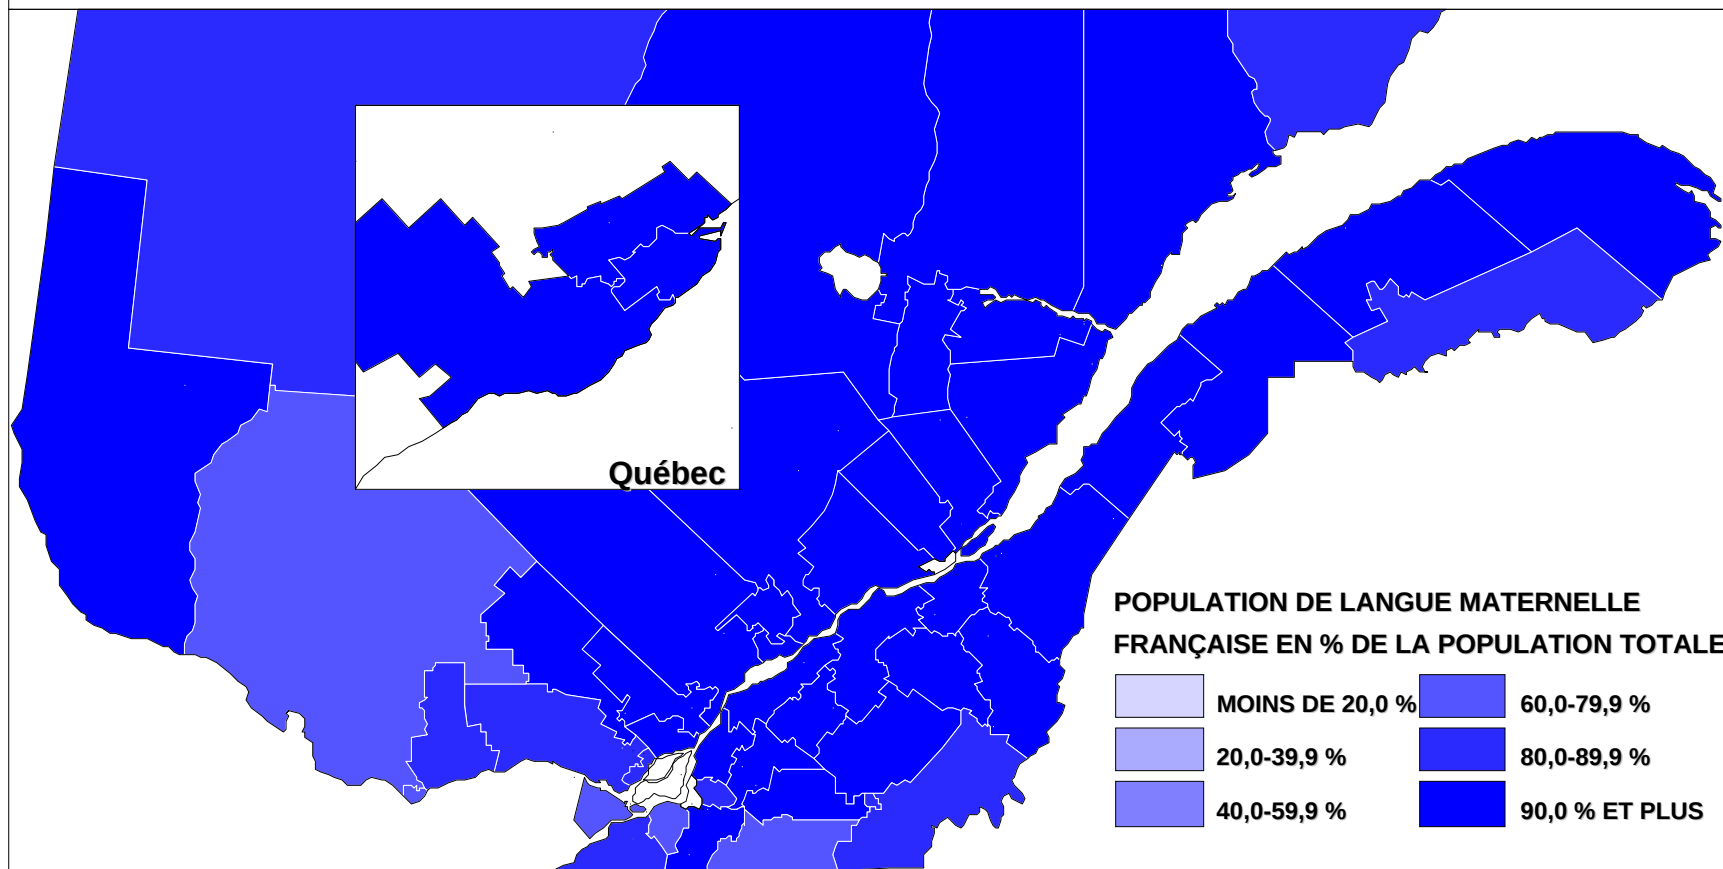 Québec
POPULATION DE LANGUE MATERNELLE
FRANÇAISE EN % DE LA POPULATION TOTALE
MOINS DE 20,0 %
60,0-79,9 %
20,0-39,9 %
80,0-89,9 %
40,0-59,9 %
90,0 % ET PLUS